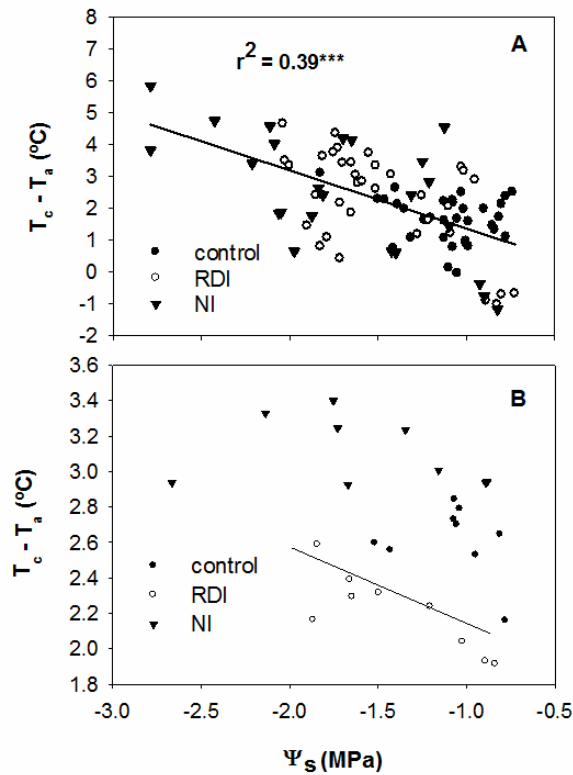 8
A
7
r² = 0.39***
6
5
4
3
2
1
0
-1
-2
Tc - Ta (ºC)
control
RDI
NI
3.6
B
3.4
3.2
3.0
2.8
2.6
2.4
2.2
2.0
1.8
Tc - Ta (ºC)
control
RDI
NI
-3.0 -2.5 -2.0 -1.5 -1.0 -0.5
Ψs (MPa)